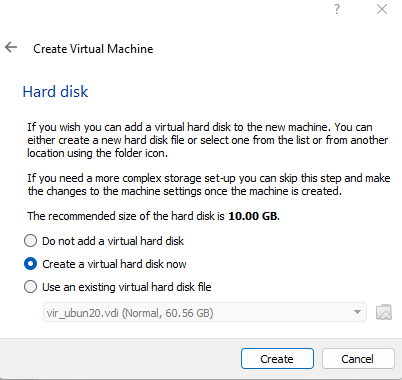 ?
Create Virtual Machine
Hard disk
If you wish you can add a virtual hard disk to the new machine. You can
either create a new hard disk file or select one from the list or from another
location using the folder icon.
If you need a more complex storage set-up you can skip this step and make
the changes to the machine settings once the machine is created.
The recommended size of the hard disk is 10.00 GB.
Do not add a virtual hard disk
Create a virtual hard disk now
Use an existing virtual hard disk file
vir_ubun20.vdi (Normal, 60.56 GB)
Create Cancel